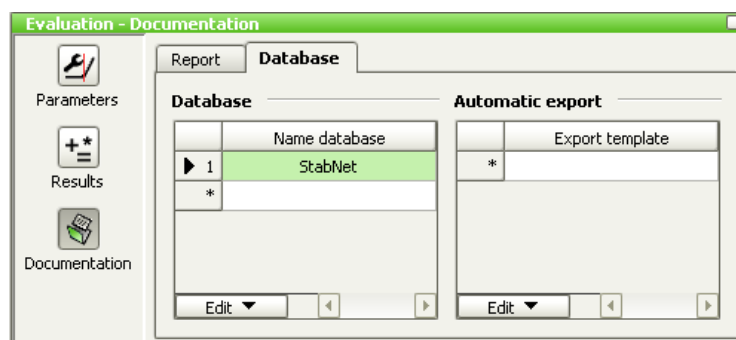 Evaluation - Documentation
Parameters
Results
Documentation
Report
Database
Database
Name database
1
StabNet
*
Edit
Automatic export
Export template
*
Edit